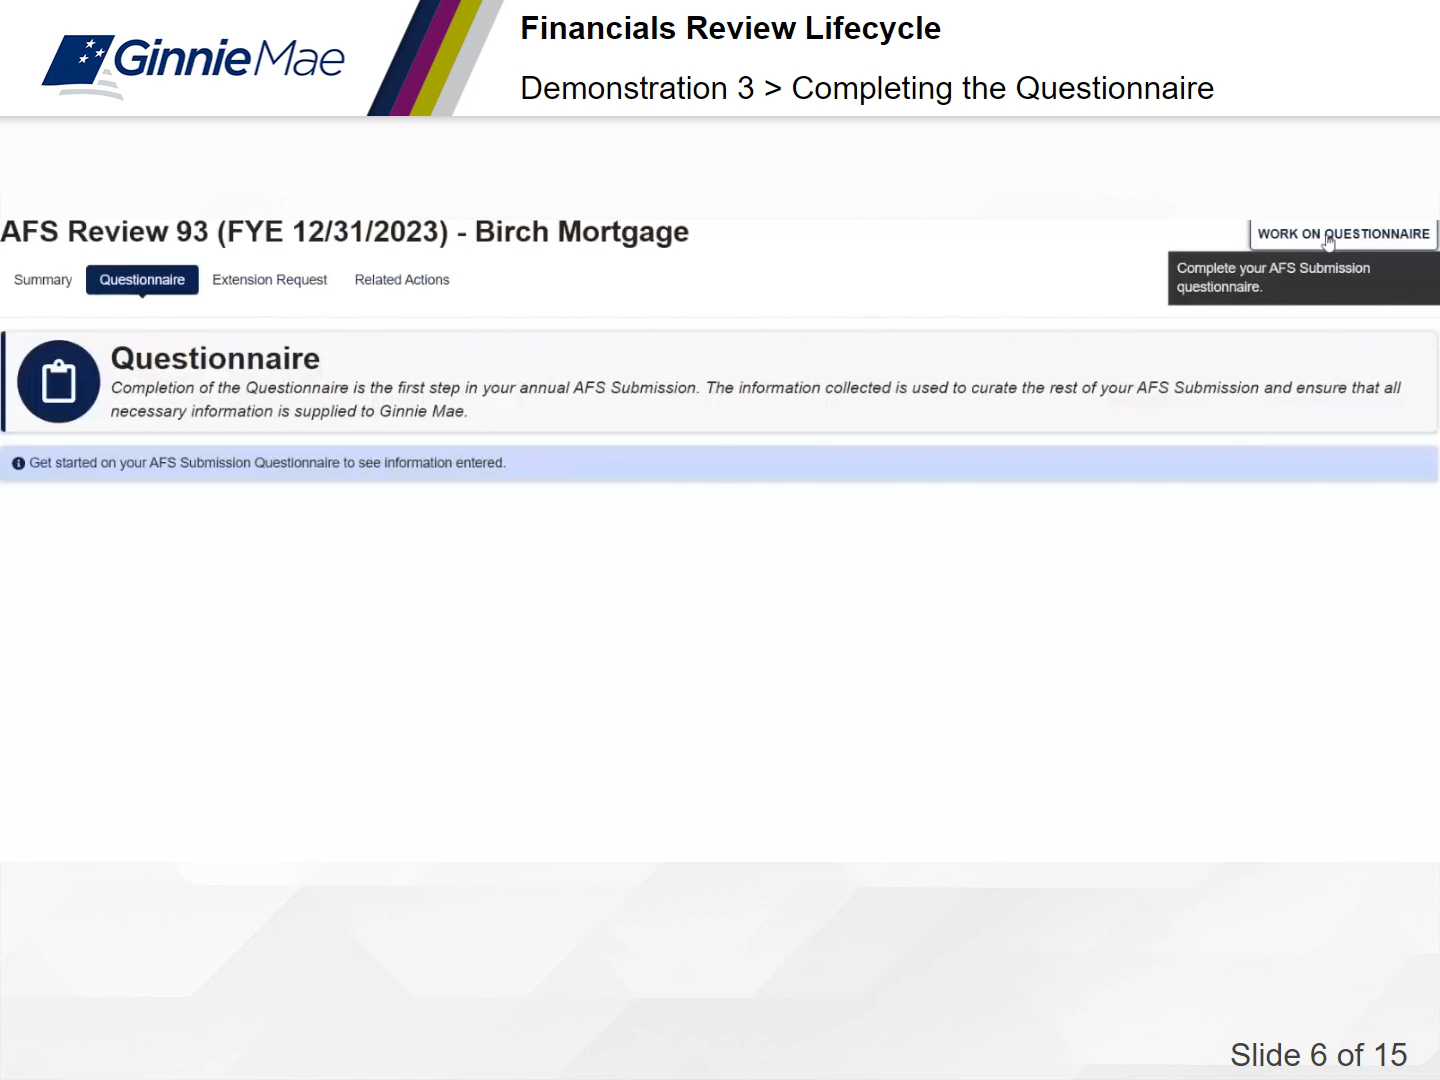 GinnieMae
Financials Review Lifecycle
Demonstration 3 > Completing the Questionnaire
AFS Review 93 (FYE 12/31/2023) - Birch Mortgage
WORK ON QUESTIONNAIRE
Complete your AFS Submission
questionnaire.
Summary Questionnaire Extension Request Related Actions
Questionnaire
Completion of the Questionnaire is the first step in your annual AFS Submission. The information collected is used to curate the rest of your AFS Submission and ensure that all
necessary information is supplied to Ginnie Mae.
Get started on your AFS Submission Questionnaire to see information entered.
Slide 6 of 15